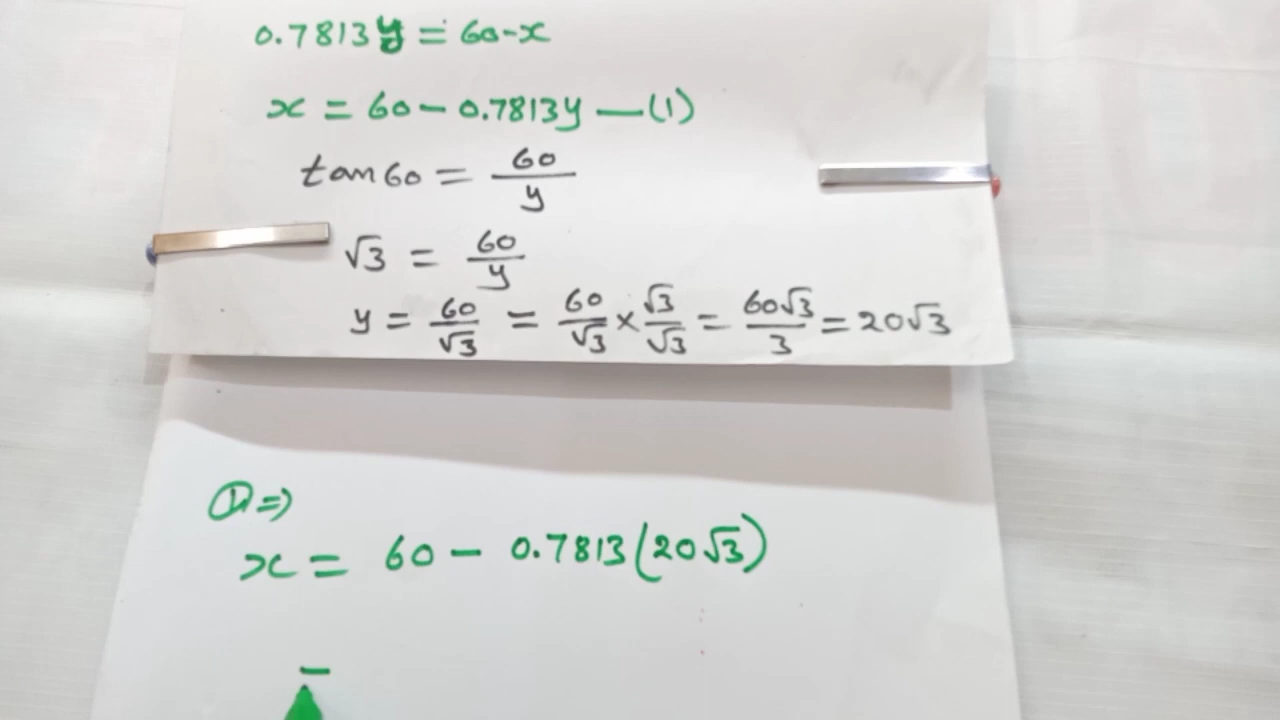 0.7813y = 60-x
x = 60 - 0.7813y —(1)
tan60 = 60/y
√3 = 60/y
y = 60/√3 = 60/√3 × √3/√3 = 60√3/3 = 20√3
① ⇒
x = 60 - 0.7813(20√3)